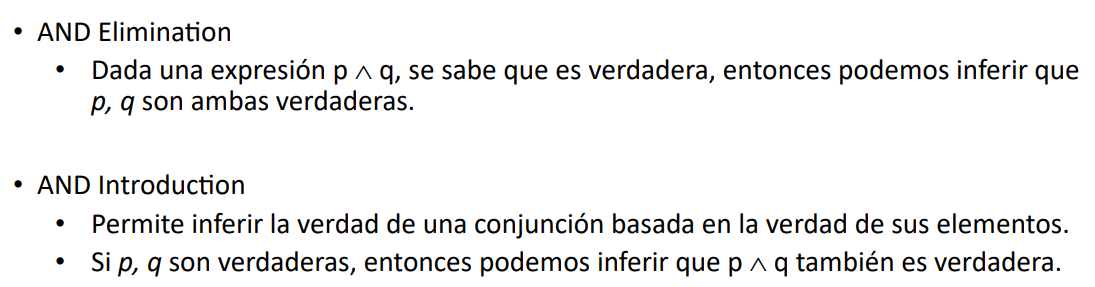 • AND Elimination
• Dada una expresión p ∧ q, se sabe que es verdadera, entonces podemos inferir que
p, q son ambas verdaderas.
• AND Introduction
• Permite inferir la verdad de una conjunción basada en la verdad de sus elementos.
• Si p, q son verdaderas, entonces podemos inferir que p ∧ q también es verdadera.